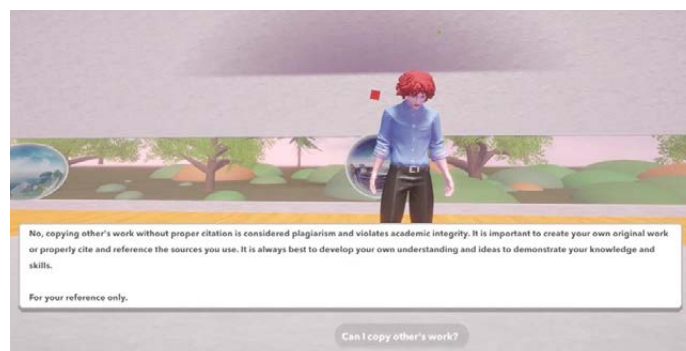 No, copying other's work without proper citation is considered plagiarism and violates academic integrity. It is important to create your own original work
or properly cite and reference the sources you use. It is always best to develop your own understanding and ideas to demonstrate your knowledge and
skills.
For your reference only.
Can I copy other's work?